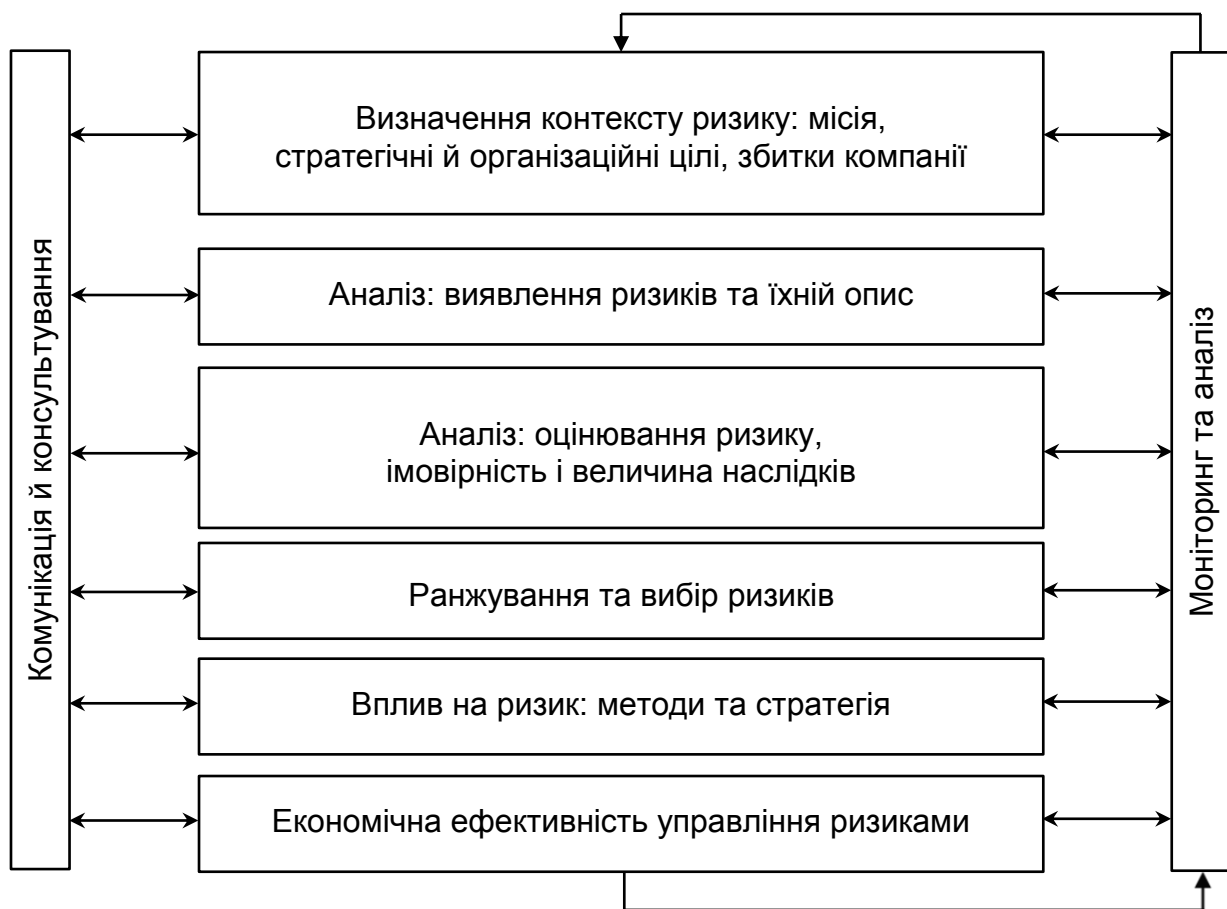 Комунікація й консультування
Визначення контексту ризику: місія,
стратегічні й організаційні цілі, збитки компанії
Аналіз: виявлення ризиків та їхній опис
Аналіз: оцінювання ризику,
імовірність і величина наслідків
Ранжування та вибір ризиків
Вплив на ризик: методи та стратегія
Економічна ефективність управління ризиками
Моніторинг та аналіз